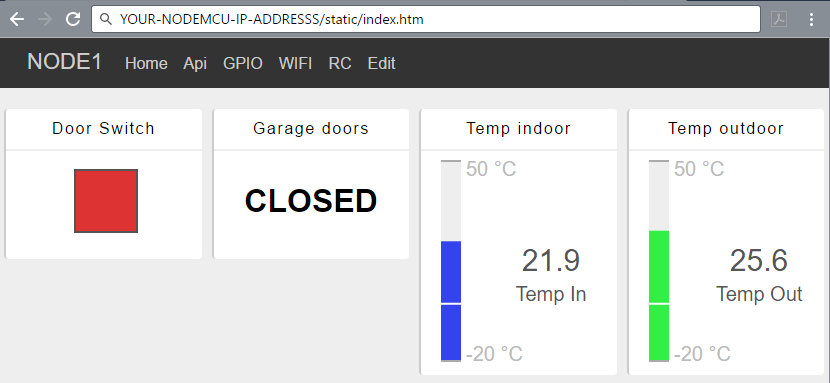 YOUR-NODEMCU-IP-ADDRESSS/static/index.htm
NODE1 Home Api GPIO WIFI RC Edit
Door Switch
Garage doors
CLOSED
Temp indoor
50 °C
21.9
Temp In
-20 °C
Temp outdoor
50 °C
25.6
Temp Out
-20 °C